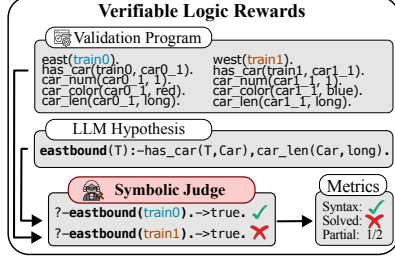 Verifiable Logic Rewards
Validation Program
east(train0). west(train1).
has_car(train0, car0_1). has_car(train1, car1_1).
car_num(car0_1, 1). car_num(car1_1, 1).
car_color(car0_1, red). car_color(car1_1, blue).
car_len(car0_1, long). car_len(car1_1, long).
LLM Hypothesis
eastbound(T):-has_car(T,Car),car_len(Car,long).
Symbolic Judge
?-eastbound(train0).->true. ✓
?-eastbound(train1).->true. ✗
Metrics
Syntax: ✓
Solved: ✗
Partial: 1/2